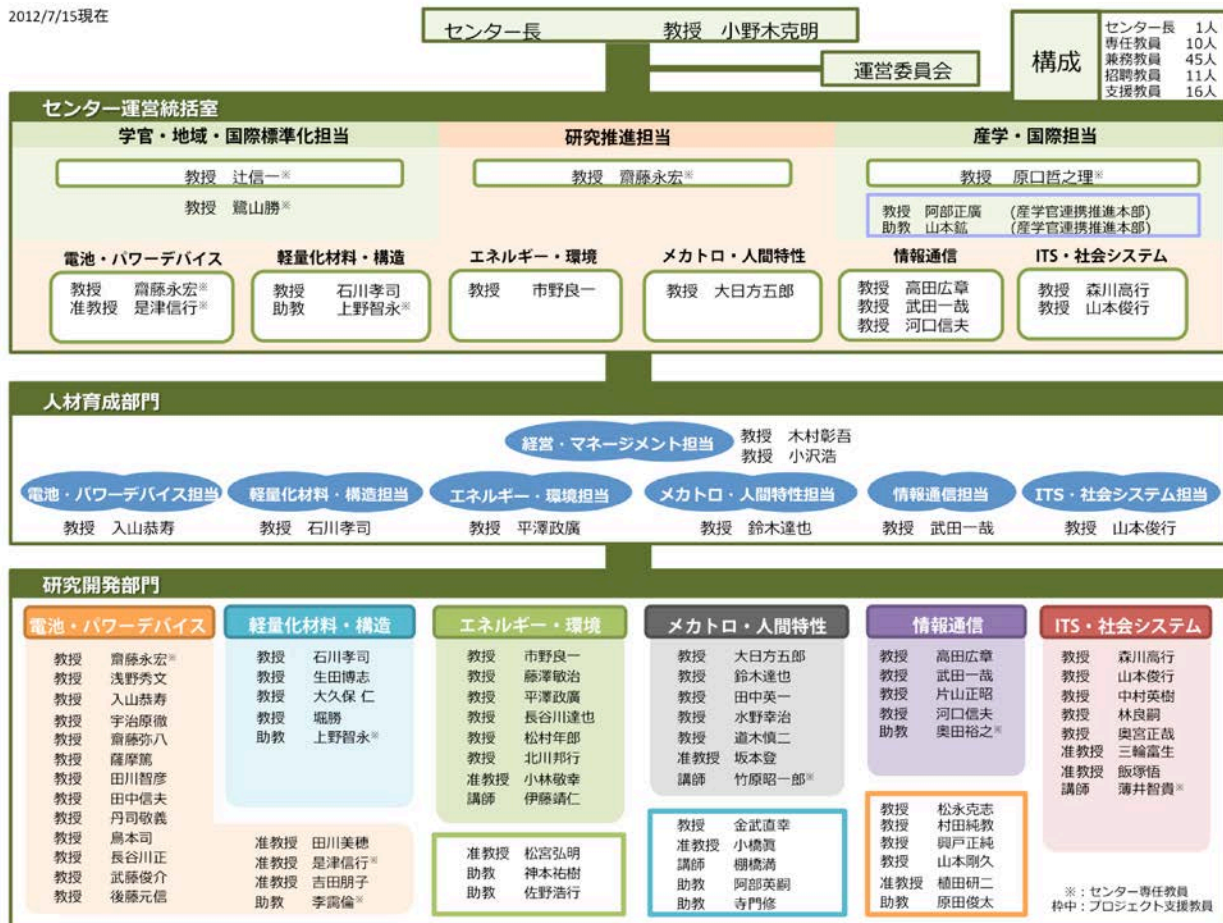 2012/7/15現在
センター長 教授 小野木克明
運営委員会
構成
センター長 1人
専任教員 10人
兼務教員 45人
招聘教員 11人
支援教員 16人
センター運営統括室
学官・地域・国際標準化担当
教授 辻信一※
教授 鷺山勝※
研究推進担当
教授 齋藤永宏※
産学・国際担当
教授 原口哲之理※
教授 阿部正廣 (産学官連携推進本部)
助教 山本鉱 (産学官連携推進本部)
電池・パワーデバイス
教授 齋藤永宏※
准教授 是津信行※
軽量化材料・構造
教授 石川孝司
助教 上野智永※
エネルギー・環境
教授 市野良一
メカトロ・人間特性
教授 大日方五郎
情報通信
教授 高田広章
教授 武田一哉
教授 河口信夫
ITS・社会システム
教授 森川高行
教授 山本俊行
人材育成部門
経営・マネージメント担当
教授 木村彰吾
教授 小沢浩
電池・パワーデバイス担当
教授 入山恭寿
軽量化材料・構造担当
教授 石川孝司
エネルギー・環境担当
教授 平澤政廣
メカトロ・人間特性担当
教授 鈴木達也
情報通信担当
教授 武田一哉
ITS・社会システム担当
教授 山本俊行
研究開発部門
電池・パワーデバイス
教授 齋藤永宏※
教授 浅野秀文
教授 入山恭寿
教授 宇治原徹
教授 齋藤弥八
教授 薩摩篤
教授 田川智彦
教授 田中信夫
教授 丹司敬義
教授 鳥本司
教授 長谷川正
教授 武藤俊介
教授 後藤元信
准教授 田川美穂
准教授 是津信行※
准教授 吉田朋子
助教 李靄倫※
軽量化材料・構造
教授 石川孝司
教授 生田博志
教授 大久保 仁
教授 堀勝
助教 上野智永※
エネルギー・環境
教授 市野良一
教授 藤澤敏治
教授 平澤政廣
教授 長谷川達也
教授 松村年郎
教授 北川邦行
准教授 小林敬幸
講師 伊藤靖仁
准教授 松宮弘明
助教 神本祐樹
助教 佐野浩行
メカトロ・人間特性
教授 大日方五郎
教授 鈴木達也
教授 田中英一
教授 水野幸治
教授 道木慎二
准教授 坂本登
講師 竹原昭一郎※
教授 金武直幸
准教授 小橋眞
講師 棚橋満
助教 阿部英嗣
助教 寺門修
情報通信
教授 高田広章
教授 武田一哉
教授 片山正昭
教授 河口信夫
助教 奥田裕之※
教授 松永克志
教授 村田純教
教授 興戸正純
教授 山本剛久
准教授 植田研二
助教 原田俊太
ITS・社会システム
教授 森川高行
教授 山本俊行
教授 中村英樹
教授 林良嗣
教授 奥宮正哉
准教授 三輪富生
准教授 飯塚悟
講師 薄井智貴※
※:センター専任教員
枠中:プロジェクト支援教員